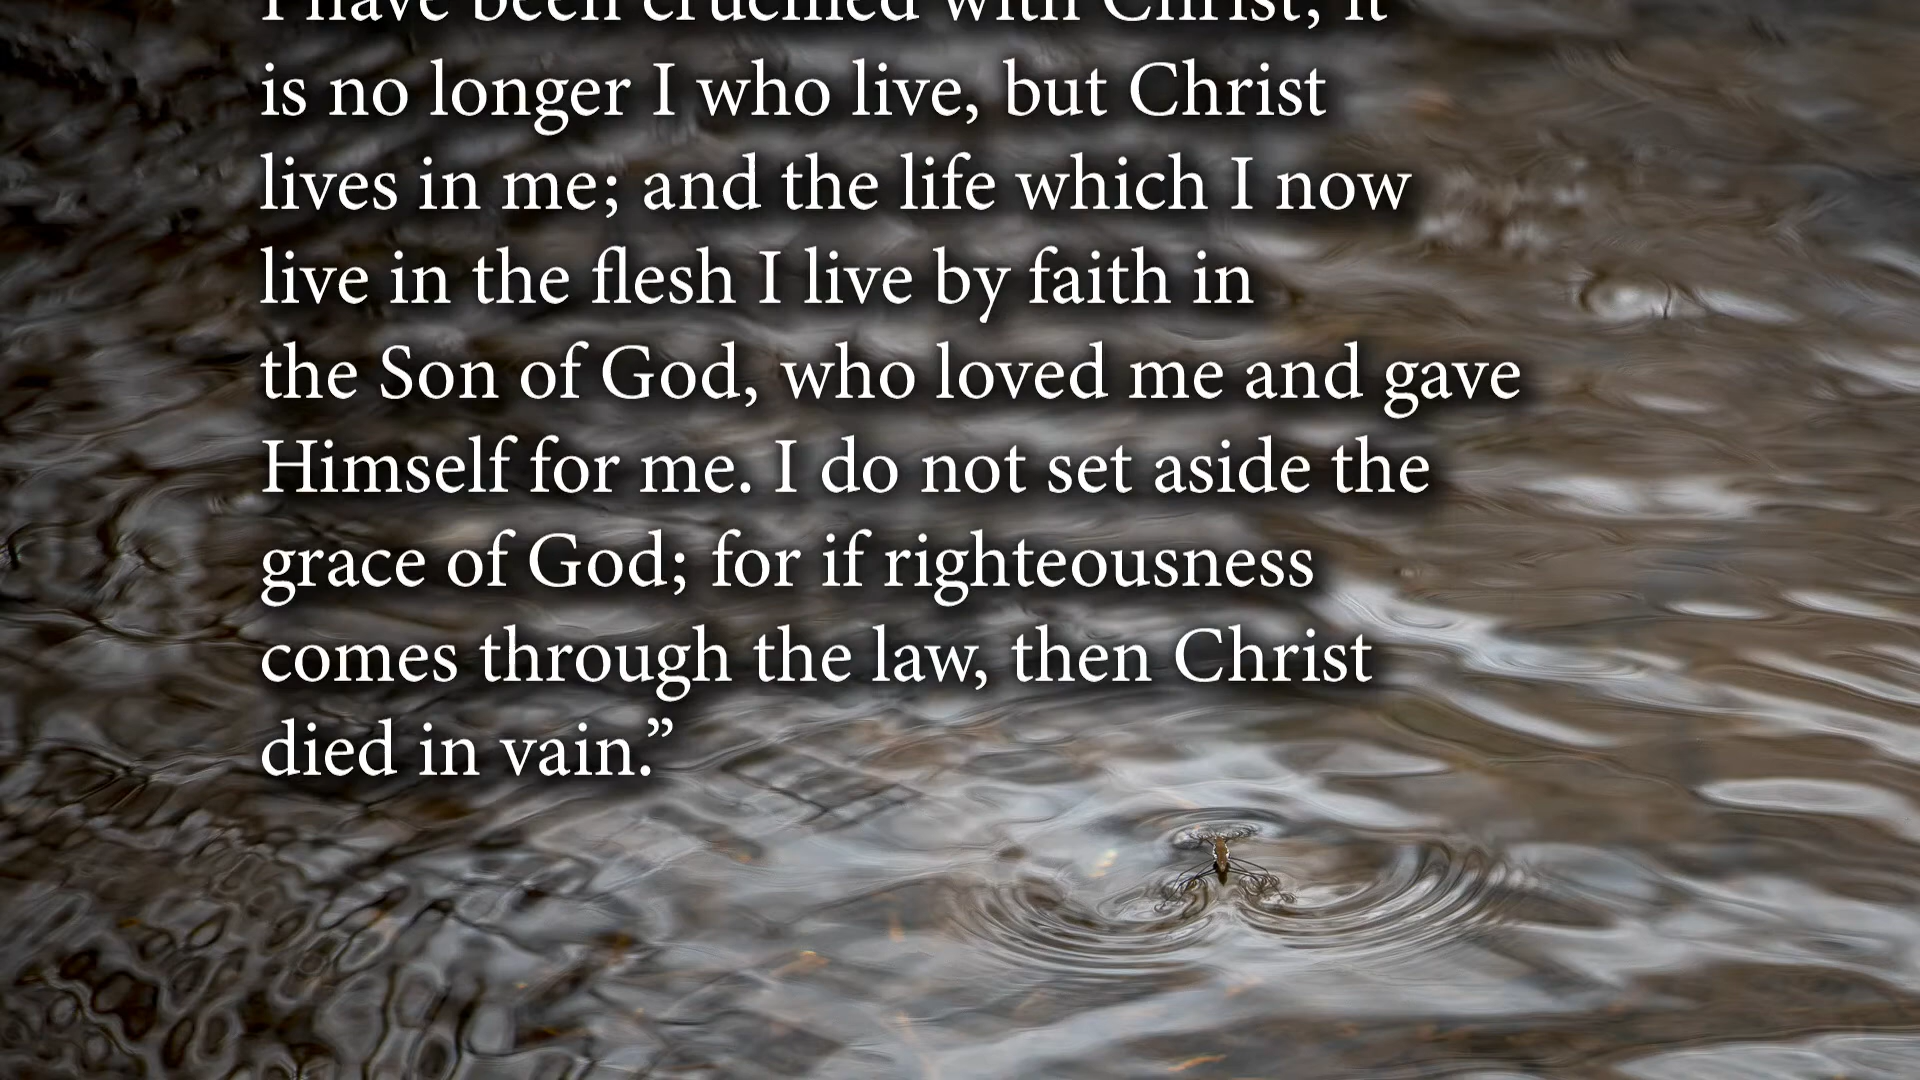 I have been crucified with Christ; it
is no longer I who live, but Christ
lives in me; and the life which I now
live in the flesh I live by faith in
the Son of God, who loved me and gave
Himself for me. I do not set aside the
grace of God; for if righteousness
comes through the law, then Christ
died in vain.”